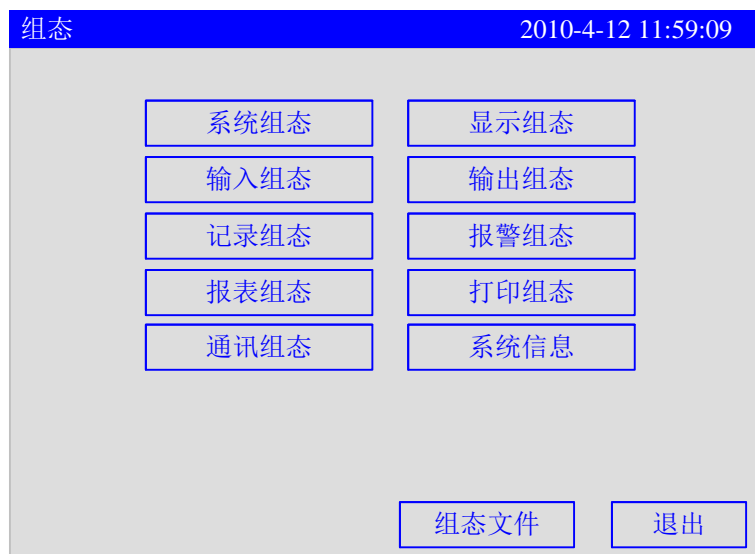 组态 2010-4-12 11:59:09
系统组态 显示组态
输入组态 输出组态
记录组态 报警组态
报表组态 打印组态
通讯组态 系统信息
组态文件 退出